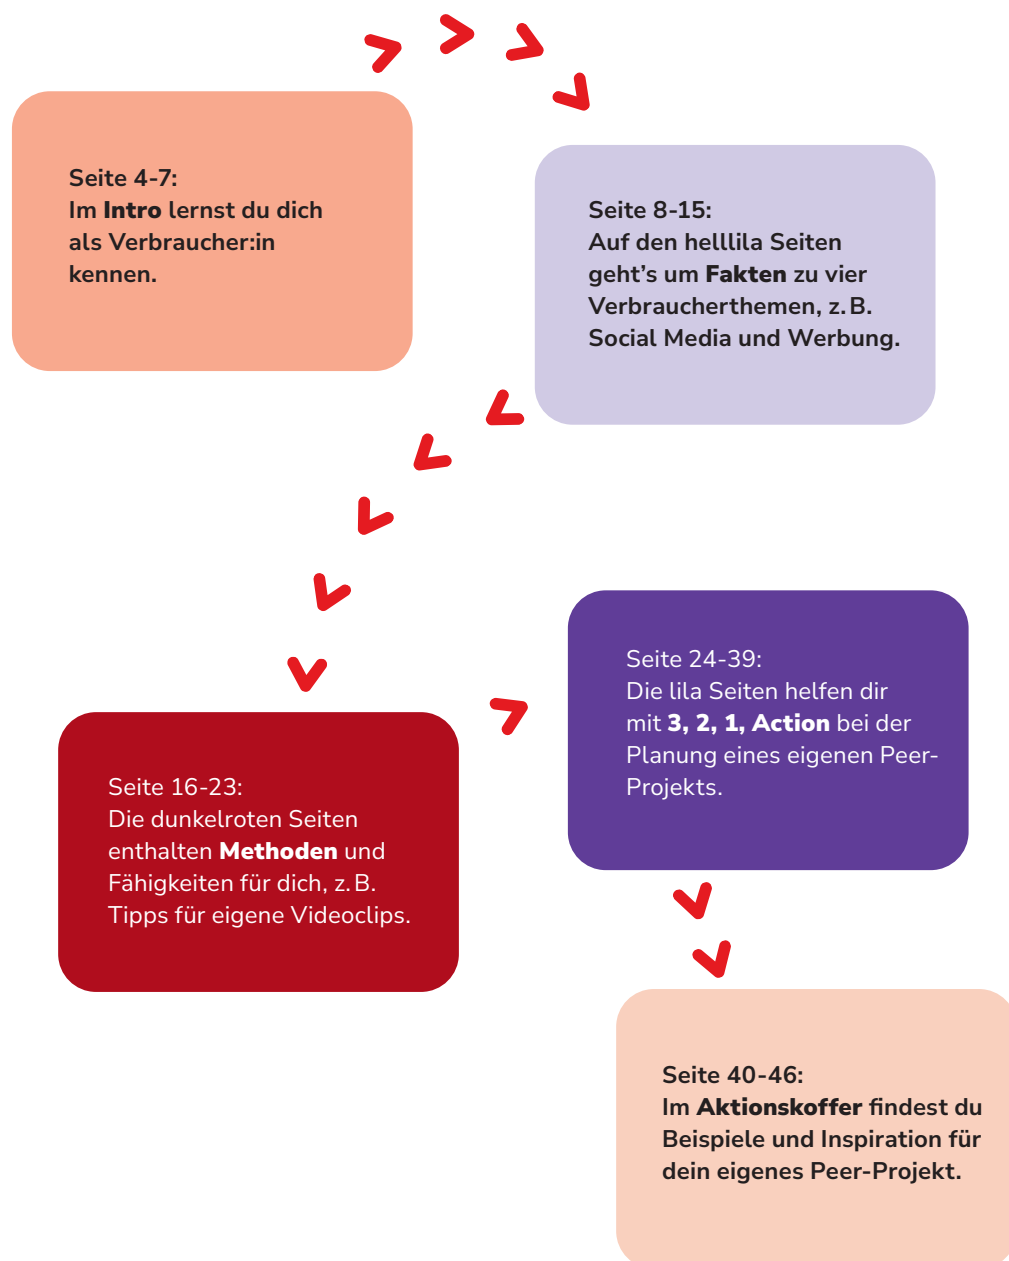 Seite 4-7:
Im Intro lernst du dich
als Verbraucher:in
kennen.
Seite 8-15:
Auf den helllila Seiten
geht's um Fakten zu vier
Verbraucherthemen, z. B.
Social Media und Werbung.
Seite 16-23:
Die dunkelroten Seiten
enthalten Methoden und
Fähigkeiten für dich, z. B.
Tipps für eigene Videoclips.
Seite 24-39:
Die lila Seiten helfen dir
mit 3, 2, 1, Action bei der
Planung eines eigenen Peer-
Projekts.
Seite 40-46:
Im Aktionskoffer findest du
Beispiele und Inspiration für
dein eigenes Peer-Projekt.